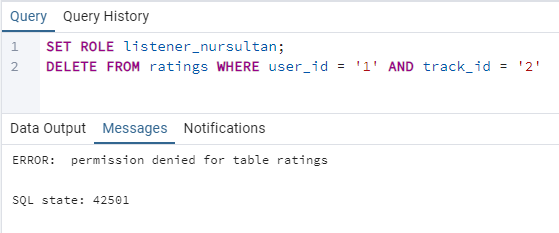 Query Query History
1 SET ROLE listener_nursultan;
2 DELETE FROM ratings WHERE user_id = '1' AND track_id = '2'
Data Output Messages Notifications
ERROR:  permission denied for table ratings
SQL state: 42501